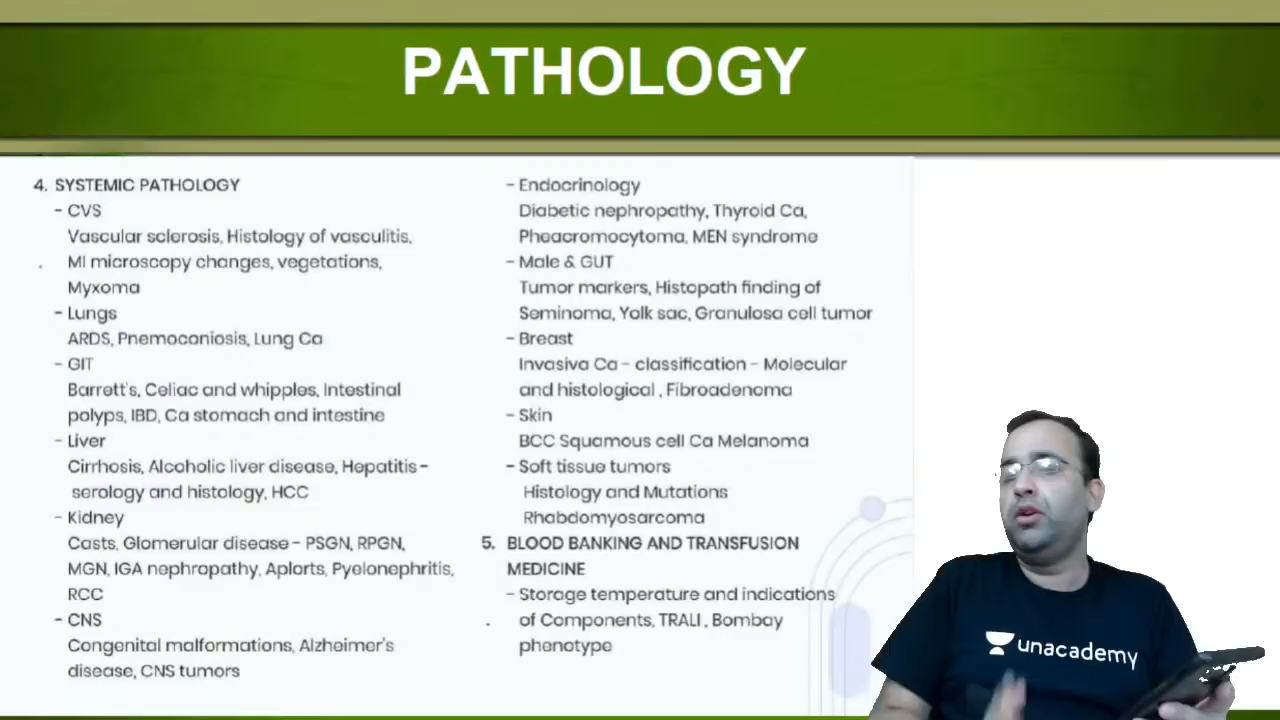 PATHOLOGY
4. SYSTEMIC PATHOLOGY
- CVS
Vascular sclerosis, Histology of vasculitis,
MI microscopy changes, vegetations,
Myxoma
- Lungs
ARDS, Pnemoconiosis, Lung Ca
- GIT
Barrett's, Celiac and whipples, Intestinal
polyps, IBD, Ca stomach and intestine
- Liver
Cirrhosis, Alcoholic liver disease, Hepatitis -
serology and histology, HCC
- Kidney
Casts, Glomerular disease - PSGN, RPGN,
MGN, IGA nephropathy, Aplorts, Pyelonephritis,
RCC
- CNS
Congenital malformations, Alzheimer's
disease, CNS tumors
- Endocrinology
Diabetic nephropathy, Thyroid Ca,
Pheacromocytoma, MEN syndrome
- Male & GUT
Tumor markers, Histopath finding of
Seminoma, Yolk sac, Granulosa cell tumor
- Breast
Invasiva Ca - classification - Molecular
and histological , Fibroadenoma
- Skin
BCC Squamous cell Ca Melanoma
- Soft tissue tumors
Histology and Mutations
Rhabdomyosarcoma
5. BLOOD BANKING AND TRANSFUSION
MEDICINE
- Storage temperature and indications
of Components, TRALI , Bombay
phenotype
unacademy